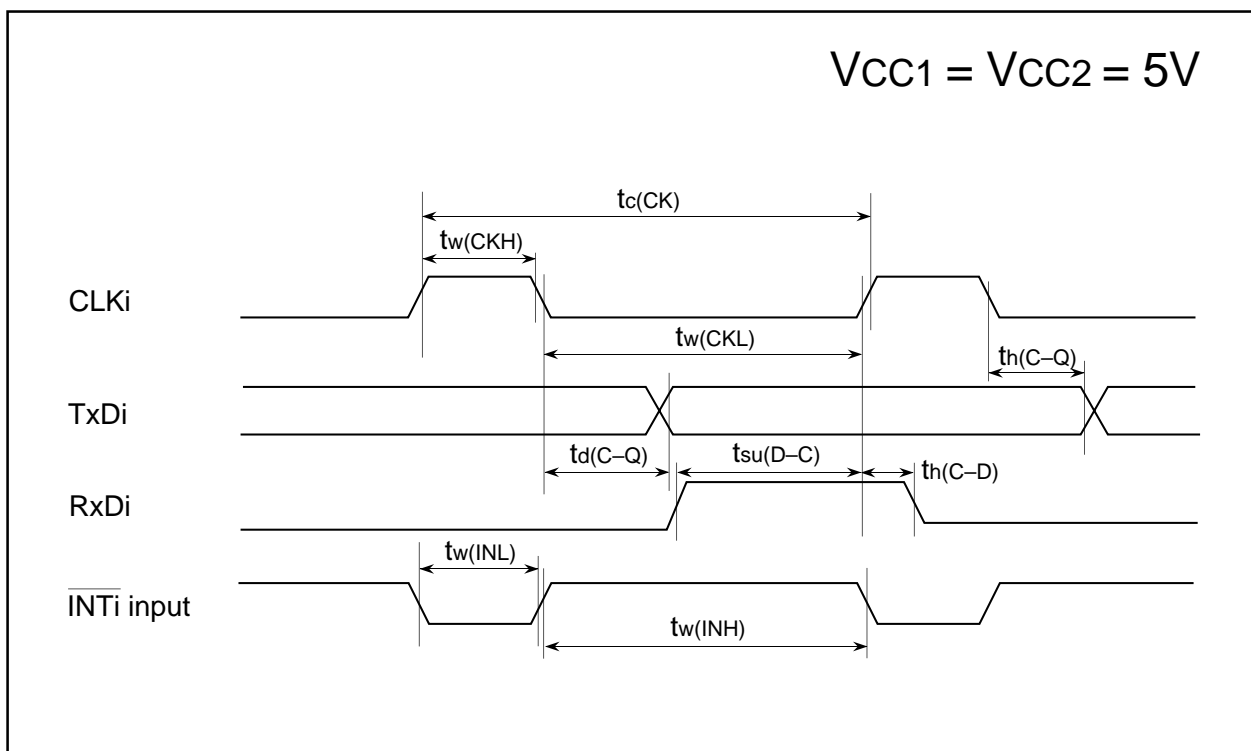 VCC1 = VCC2 = 5V
tc(CK)
tw(CKH)
CLKi
tw(CKL)
th(C–Q)
TxDi
td(C–Q)
tsu(D–C)
th(C–D)
RxDi
tw(INL)
INTi input
tw(INH)